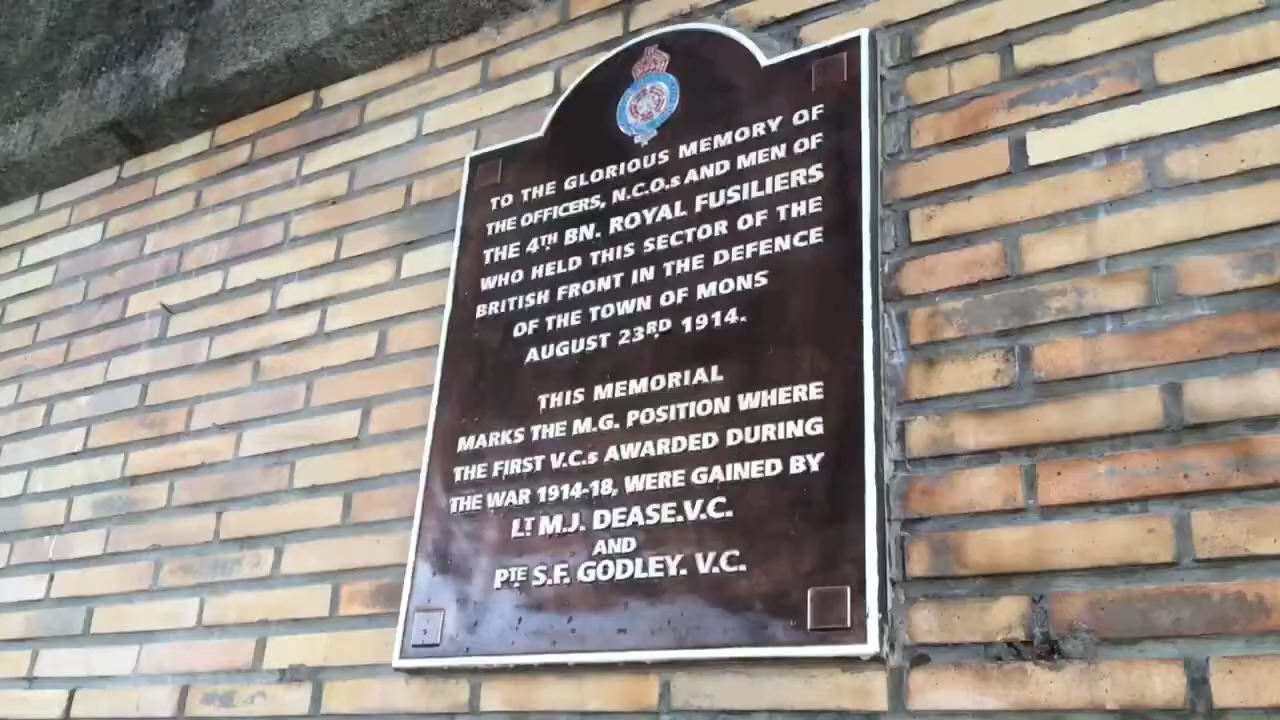 TO THE GLORIOUS MEMORY OF
THE OFFICERS, N.C.O.s AND MEN OF
THE 4TH BN. ROYAL FUSILIERS
WHO HELD THIS SECTOR OF THE
BRITISH FRONT IN THE DEFENCE
OF THE TOWN OF MONS
AUGUST 23RD 1914.
THIS MEMORIAL
MARKS THE M.G. POSITION WHERE
THE FIRST V.C.s AWARDED DURING
THE WAR 1914-18, WERE GAINED BY
LT M.J. DEASE.V.C.
AND
PTE S.F. GODLEY. V.C.